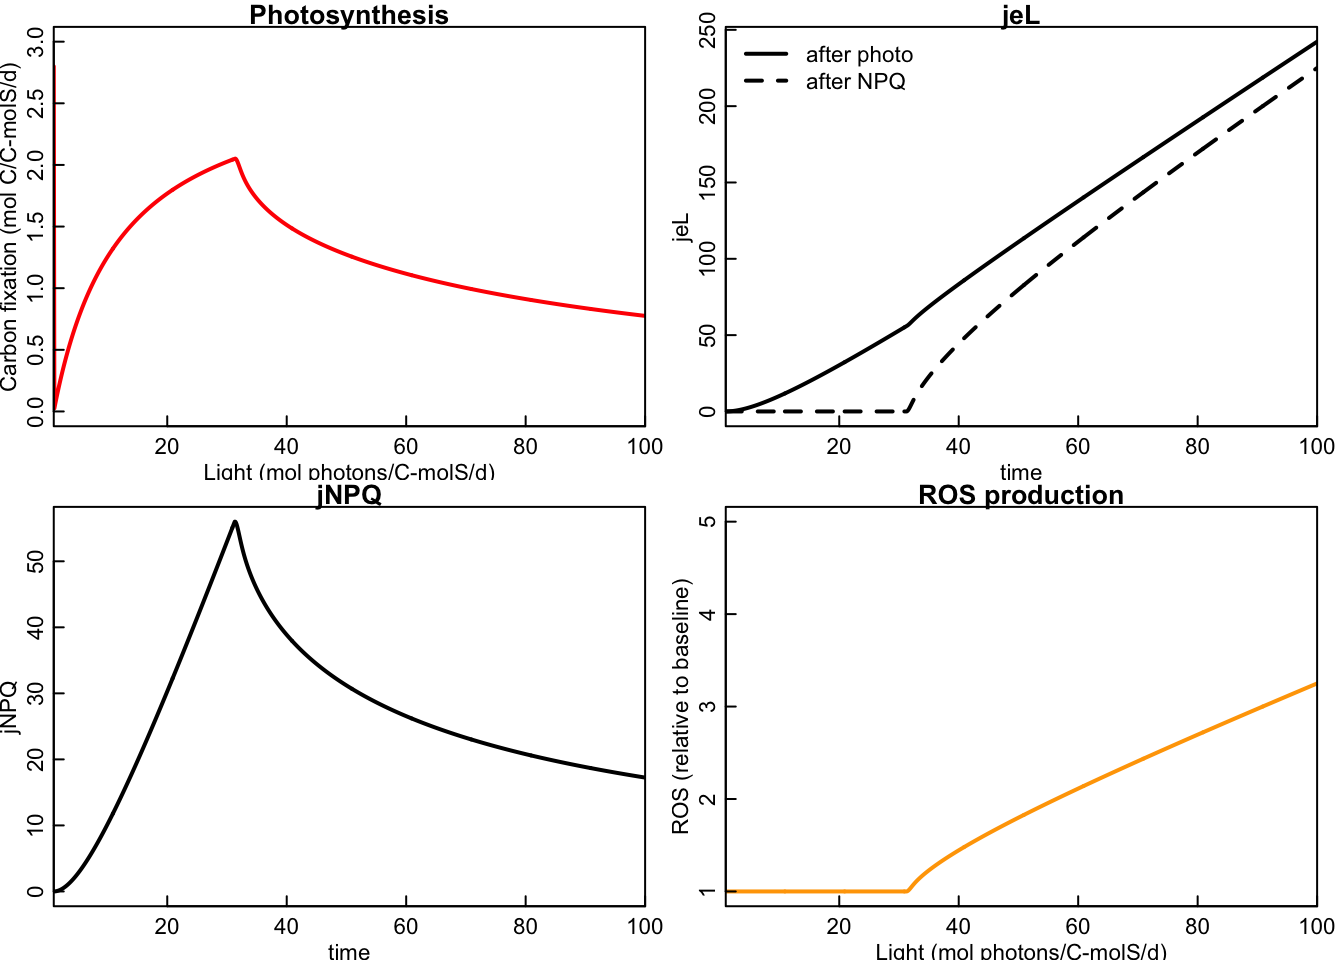 Photosynthesis
Carbon fixation (mol C/C-molS/d)
3.0
2.5
2.0
1.5
1.0
0.5
0.0
20 40 60 80 100
Light (mol photons/C-molS/d)
jeL
after photo
after NPQ
jeL
250
200
150
100
50
0
20 40 60 80 100
time
jNPQ
jNPQ
50
40
30
20
10
0
20 40 60 80 100
time
ROS production
ROS (relative to baseline)
5
4
3
2
1
20 40 60 80 100
Light (mol photons/C-molS/d)